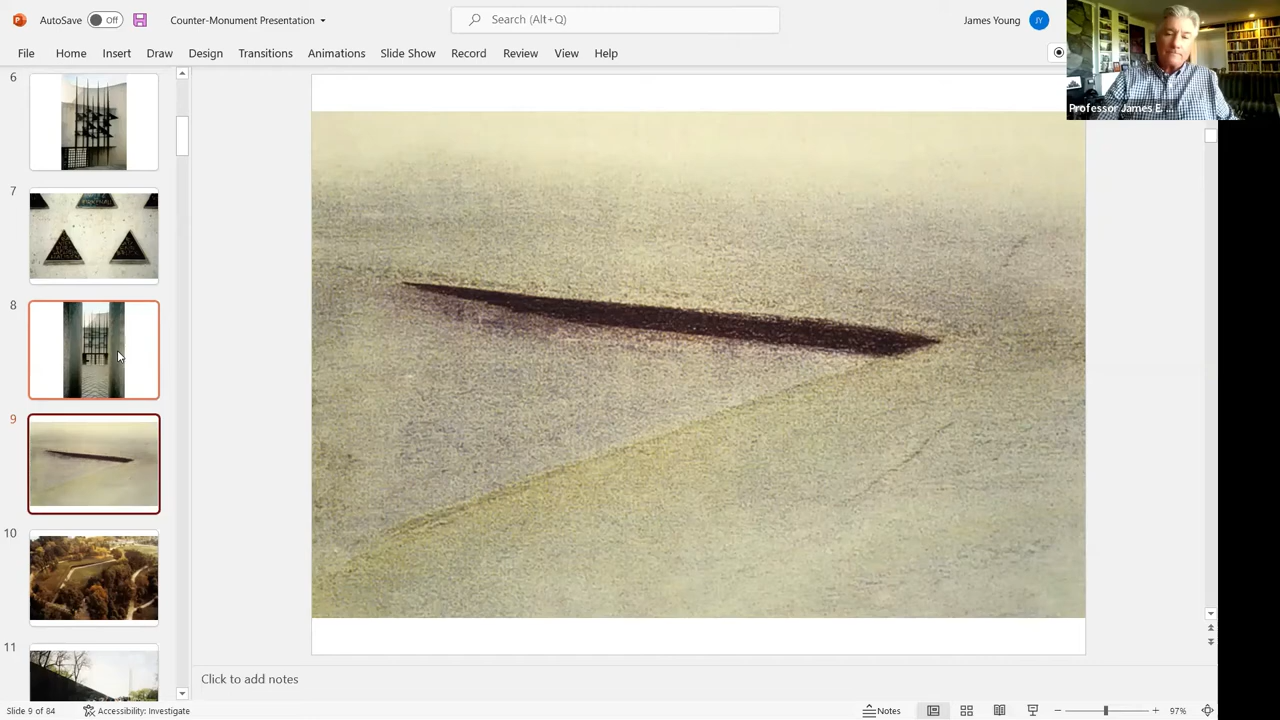 AutoSave Off Counter-Monument Presentation Search (Alt+Q) James Young JY
File Home Insert Draw Design Transitions Animations Slide Show Record Review View Help
Professor James E. ...
6
7
8
9
10
11
Click to add notes
Slide 9 of 84 Accessibility: Investigate Notes 97%